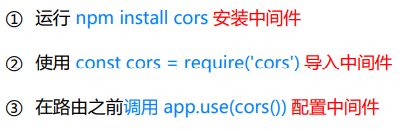 ① 运行 npm install cors 安装中间件
② 使用 const cors = require('cors') 导入中间件
③ 在路由之前调用 app.use(cors()) 配置中间件